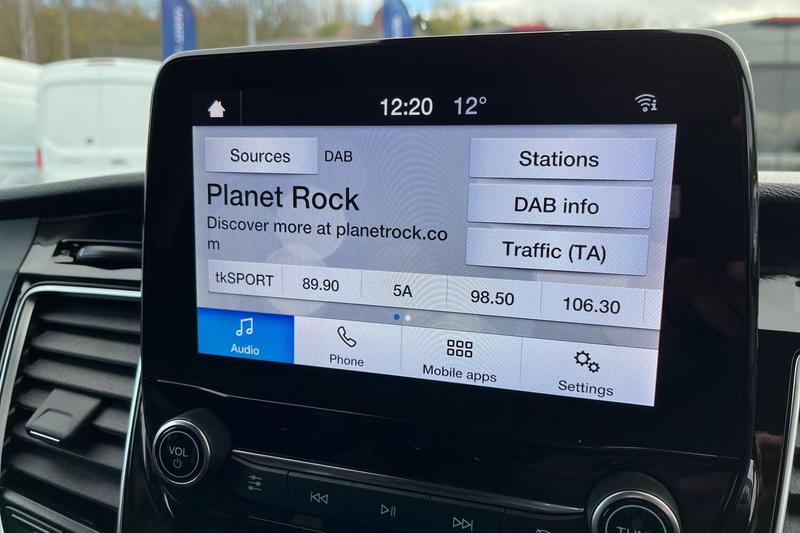 12:20 12°
Sources DAB
Stations
Planet Rock
DAB info
Discover more at planetrock.co
m
Traffic (TA)
tkSPORT 89.90 5A 98.50 106.30
Audio
Phone
Mobile apps
Settings
VOL
TUNE